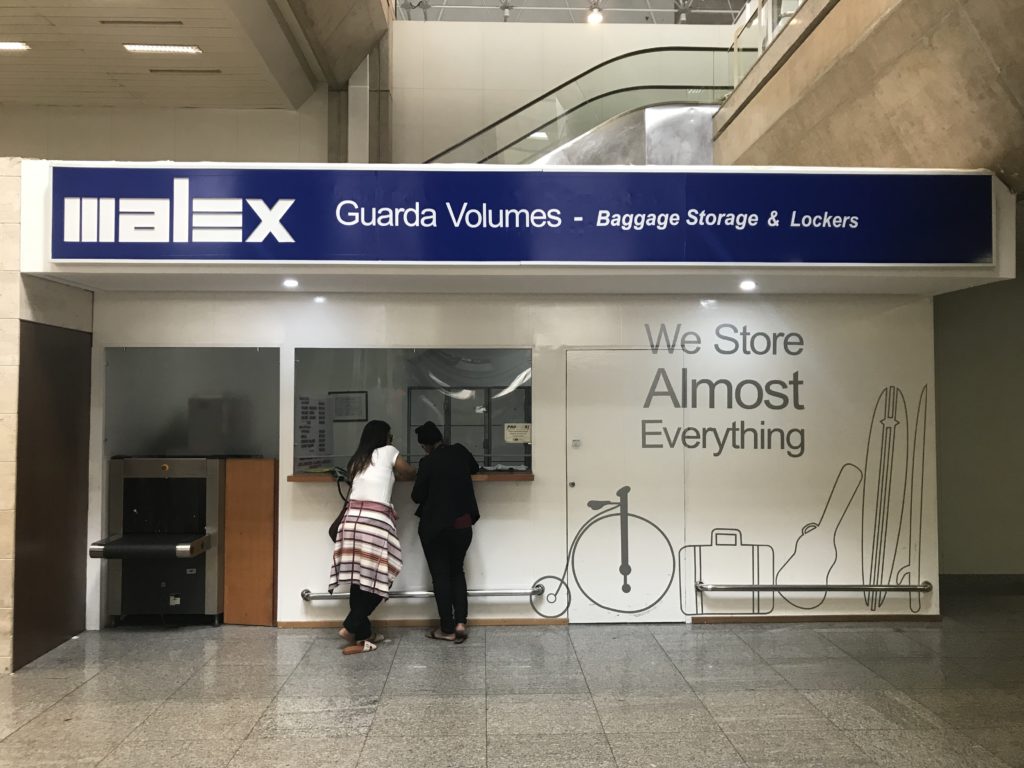 malex Guarda Volumes - Baggage Storage & Lockers
We Store
Almost
Everything